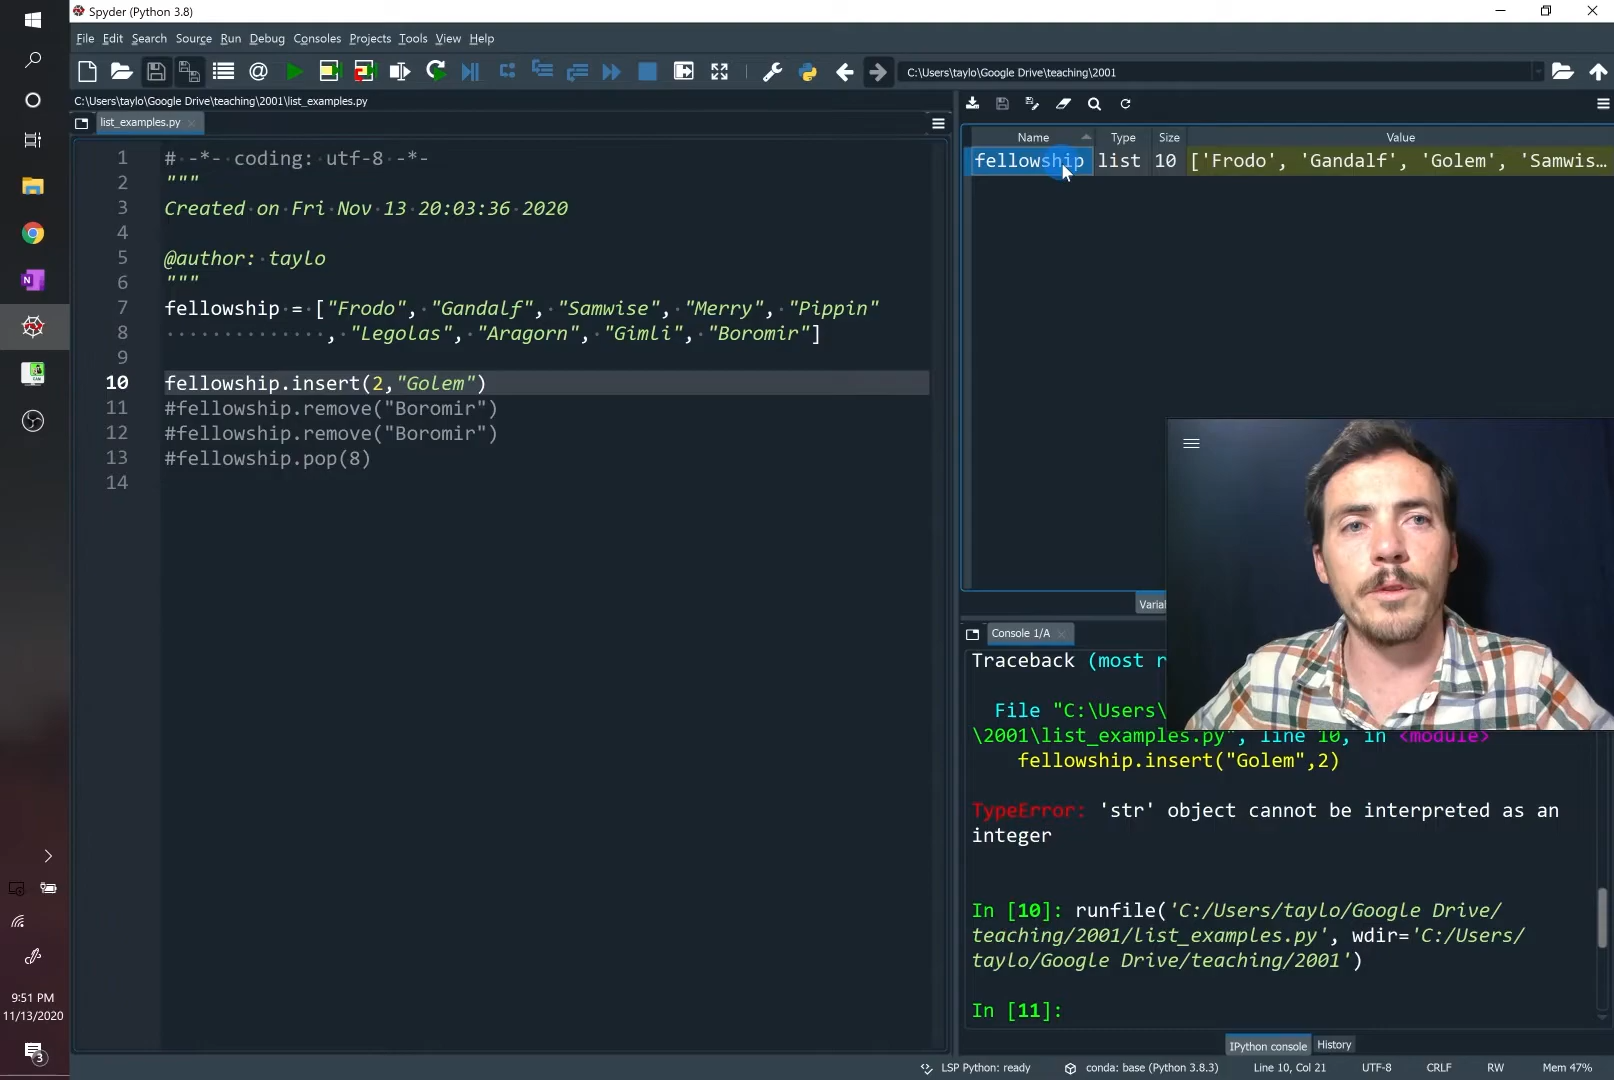 Spyder (Python 3.8)
File Edit Search Source Run Debug Consoles Projects Tools View Help
C:\Users\taylo\Google Drive\teaching\2001
C:\Users\taylo\Google Drive\teaching\2001\list_examples.py
list_examples.py
1 # -*- coding: utf-8 -*-
2 """
3 Created on Fri Nov 13 20:03:36 2020
4
5 @author: taylo
6 """
7 fellowship = ["Frodo", "Gandalf", "Samwise", "Merry", "Pippin"
8 , "Legolas", "Aragorn", "Gimli", "Boromir"]
9
10 fellowship.insert(2,"Golem")
11 #fellowship.remove("Boromir")
12 #fellowship.remove("Boromir")
13 #fellowship.pop(8)
14
Name Type Size Value
fellowship list 10 ['Frodo', 'Gandalf', 'Golem', 'Samwis...
Varial
Console 1/A
Traceback (most r
File "C:\Users\
\2001\list_examples.py", line 10, in <module>
fellowship.insert("Golem",2)
TypeError: 'str' object cannot be interpreted as an
integer
In [10]: runfile('C:/Users/taylo/Google Drive/
teaching/2001/list_examples.py', wdir='C:/Users/
taylo/Google Drive/teaching/2001')
In [11]:
IPython console History
LSP Python: ready conda: base (Python 3.8.3) Line 10, Col 21 UTF-8 CRLF RW Mem 47%
9:51 PM
11/13/2020
3